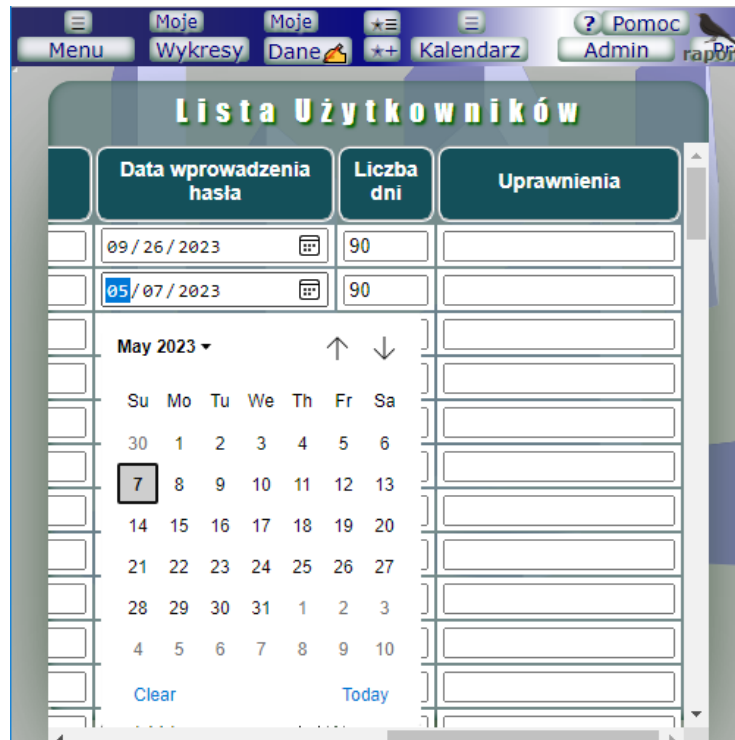 Menu
Moje Wykresy
Moje Dane
Kalendarz
? Pomoc
Admin
Lista Użytkowników
Data wprowadzenia hasła
Liczba dni
Uprawnienia
09/26/2023 90
05/07/2023 90
May 2023
Su Mo Tu We Th Fr Sa
30 1 2 3 4 5 6
7 8 9 10 11 12 13
14 15 16 17 18 19 20
21 22 23 24 25 26 27
28 29 30 31 1 2 3
4 5 6 7 8 9 10
Clear Today